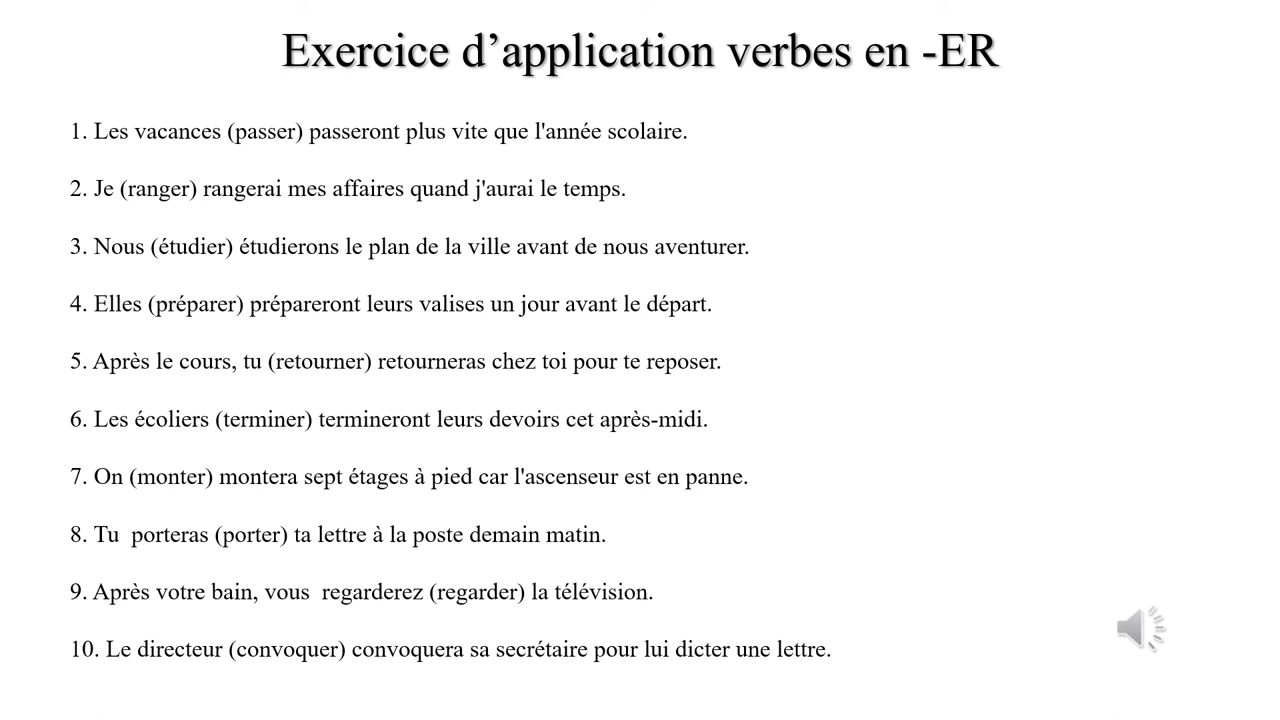 Exercice d’application verbes en -ER
1. Les vacances (passer) passeront plus vite que l'année scolaire.
2. Je (ranger) rangerai mes affaires quand j'aurai le temps.
3. Nous (étudier) étudierons le plan de la ville avant de nous aventurer.
4. Elles (préparer) prépareront leurs valises un jour avant le départ.
5. Après le cours, tu (retourner) retourneras chez toi pour te reposer.
6. Les écoliers (terminer) termineront leurs devoirs cet après-midi.
7. On (monter) montera sept étages à pied car l'ascenseur est en panne.
8. Tu  porteras (porter) ta lettre à la poste demain matin.
9. Après votre bain, vous  regarderez (regarder) la télévision.
10. Le directeur (convoquer) convoquera sa secrétaire pour lui dicter une lettre.